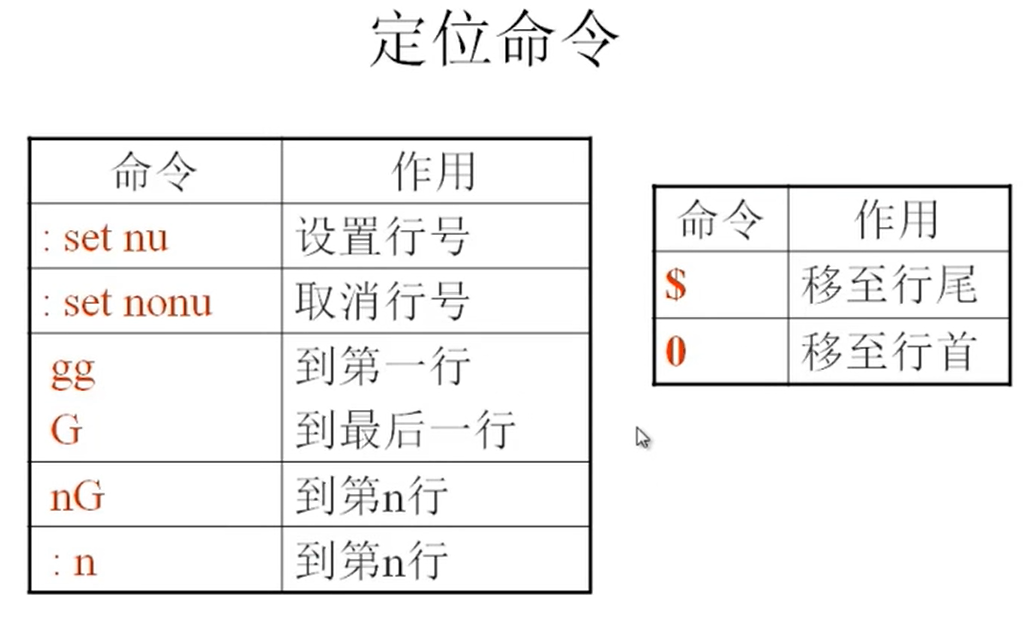 定位命令
命令 作用
: set nu 设置行号
: set nonu 取消行号
gg 到第一行
G 到最后一行
nG 到第n行
: n 到第n行
命令 作用
$ 移至行尾
0 移至行首